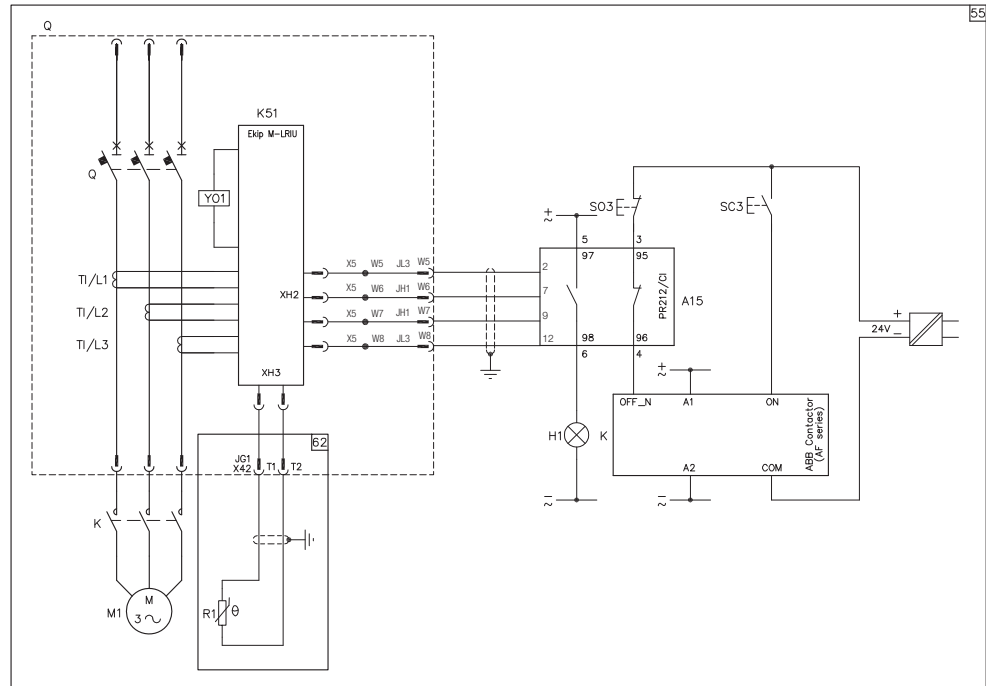 55
Q
K51
Ekip M-LRIU
Q
YO1
TI/L1
TI/L2
TI/L3
XH2
XH3
X5 W5 JL3 W5
X5 W6 JH1 W6
X5 W7 JH1 W7
X5 W8 JL3 W8
+
~
SO3
SC3
5 3
97 95
2
7
9
12
98 96
6 4
PR212/CI
A15
+
24V
−
+
~
OFF_N A1 ON
H1
K
ABB Contactor
(AF series)
A2 COM
−
~
−
~
62
JG1
X42 T1 T2
K
M1
M
3 ~
R1 θ